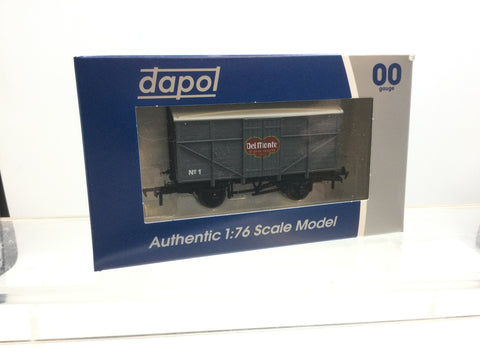 dapol
00
gauge
Del Monte
No 1
Authentic 1:76 Scale Model